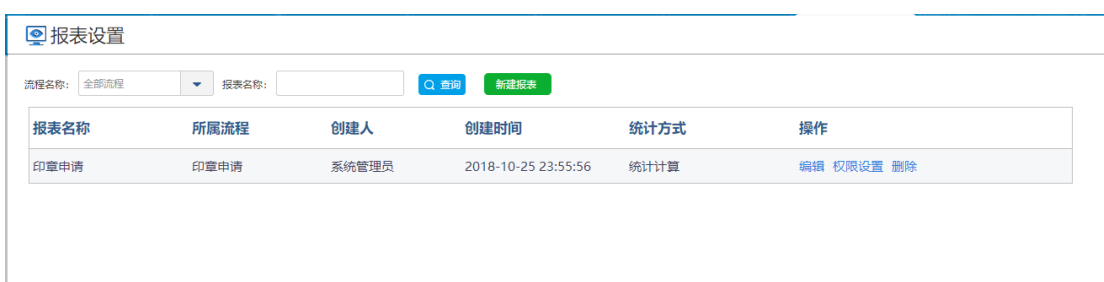 报表设置
流程名称: 全部流程 报表名称: 查询 新建报表
报表名称 所属流程 创建人 创建时间 统计方式 操作
印章申请 印章申请 系统管理员 2018-10-25 23:55:56 统计计算 编辑 权限设置 删除